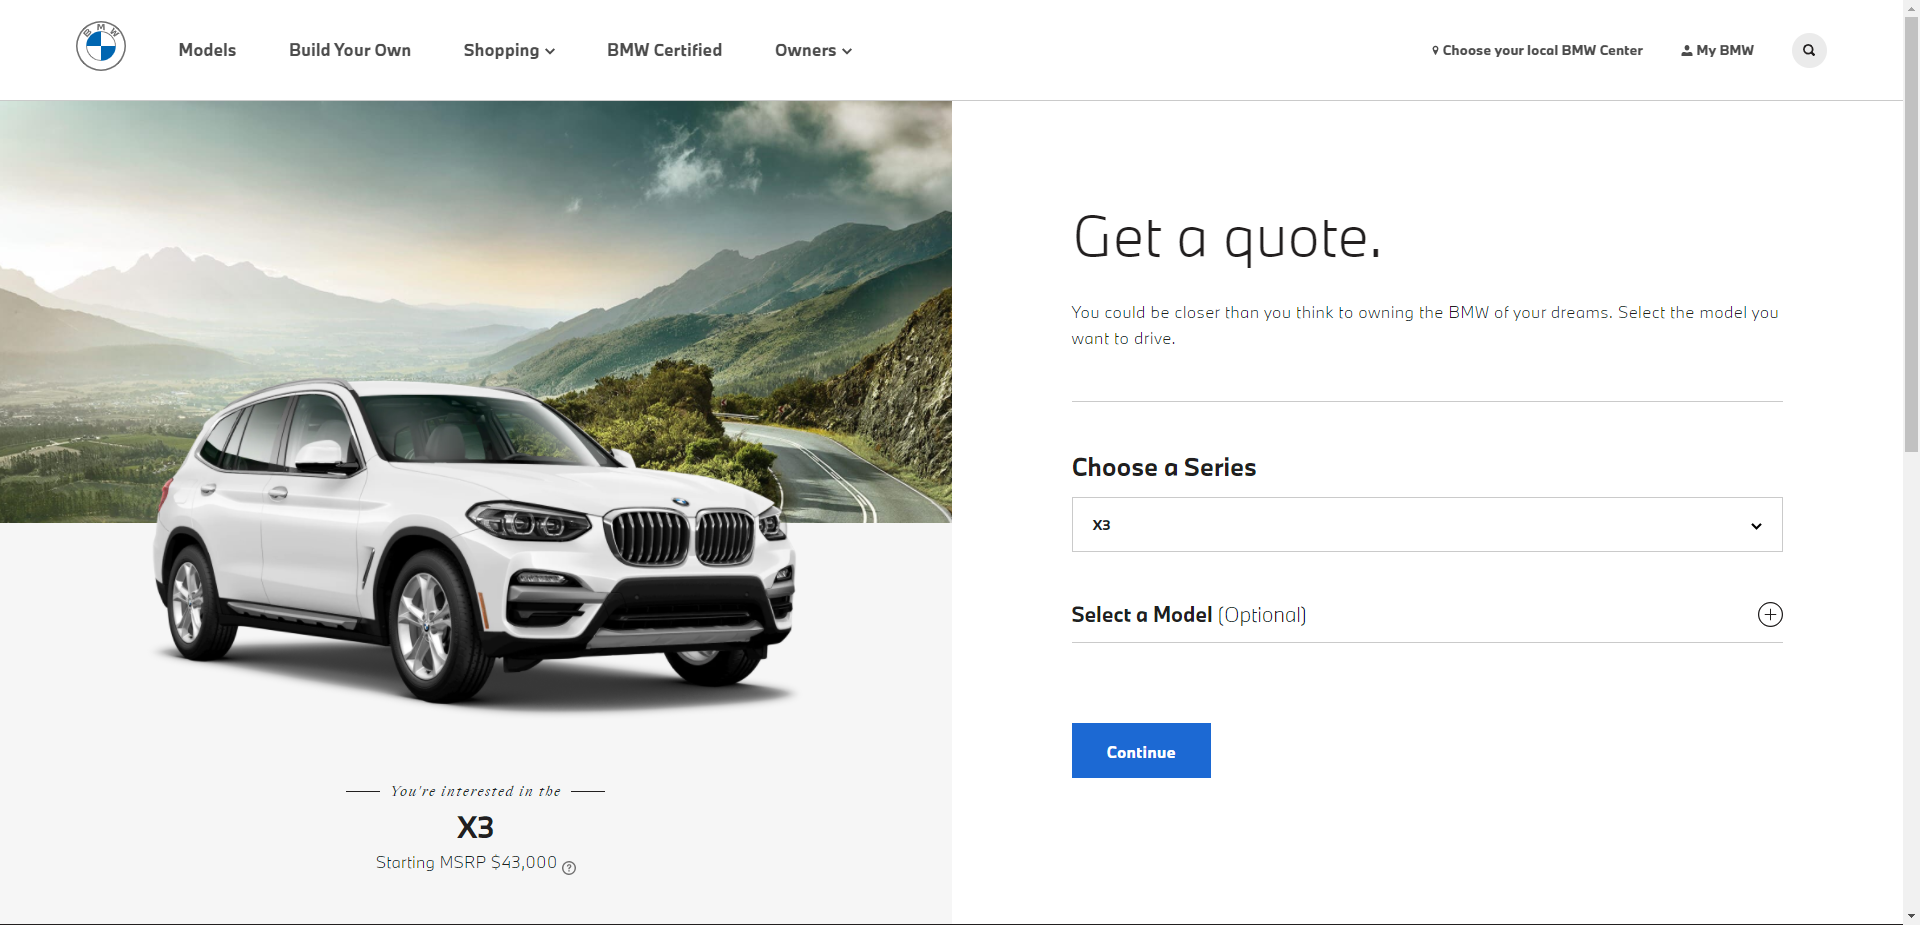 BMW
Models
Build Your Own
Shopping
BMW Certified
Owners
Choose your local BMW Center
My BMW
Get a quote.
You could be closer than you think to owning the BMW of your dreams. Select the model you
want to drive.
Choose a Series
X3
Select a Model (Optional)
Continue
You're interested in the
X3
Starting MSRP $43,000 ?